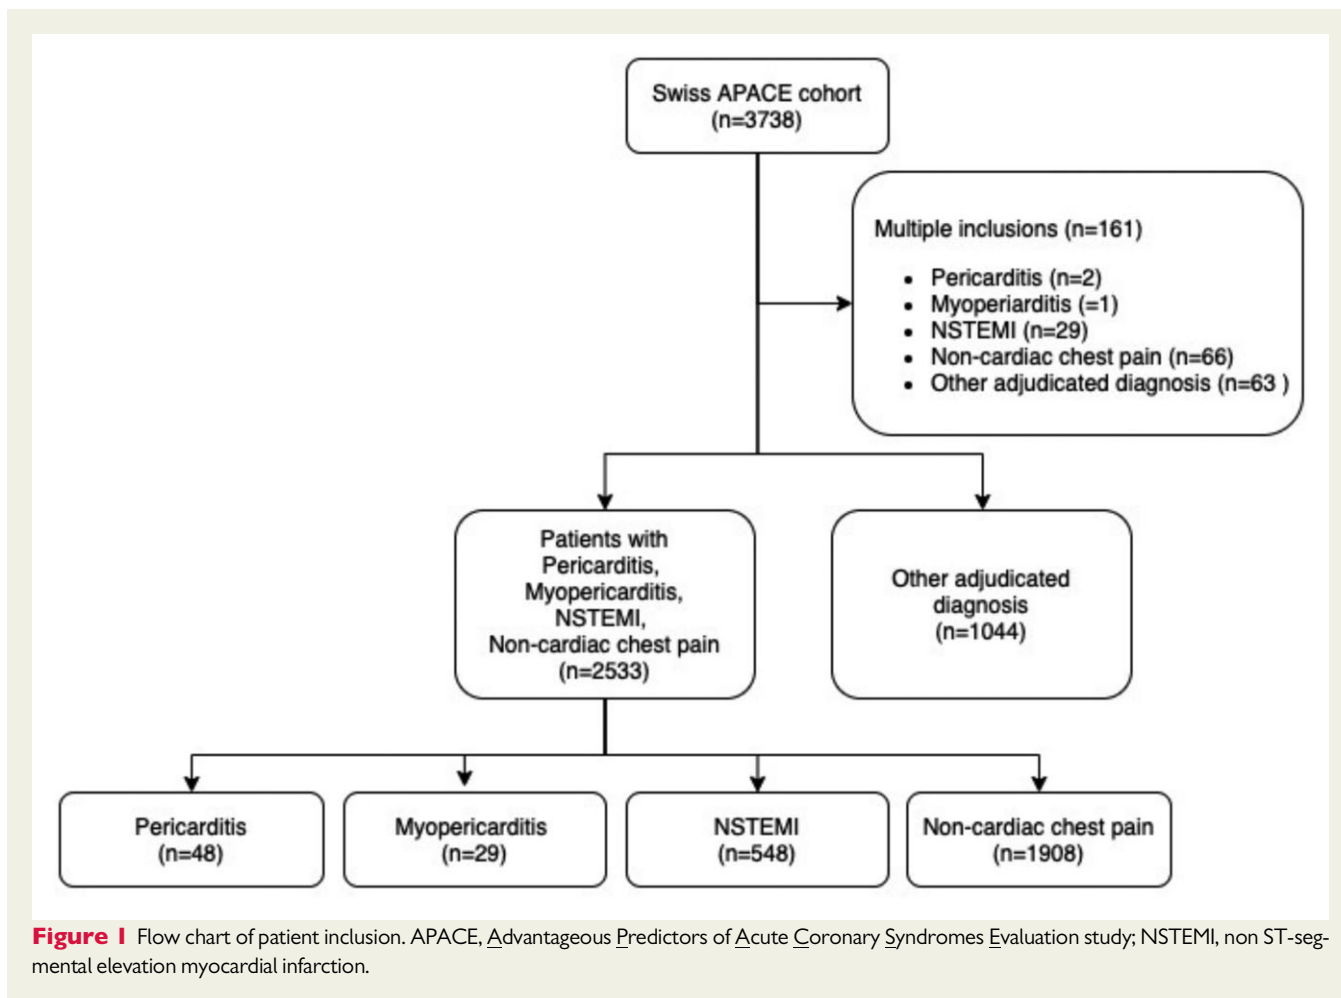 Swiss APACE cohort
(n=3738)
Multiple inclusions (n=161)
• Pericarditis (n=2)
• Myoperiarditis (=1)
• NSTEMI (n=29)
• Non-cardiac chest pain (n=66)
• Other adjudicated diagnosis (n=63 )
Patients with
Pericarditis,
Myopericarditis,
NSTEMI,
Non-cardiac chest pain
(n=2533)
Other adjudicated
diagnosis
(n=1044)
Pericarditis
(n=48)
Myopericarditis
(n=29)
NSTEMI
(n=548)
Non-cardiac chest pain
(n=1908)
Figure 1 Flow chart of patient inclusion. APACE, Advantageous Predictors of Acute Coronary Syndromes Evaluation study; NSTEMI, non ST-seg-
mental elevation myocardial infarction.